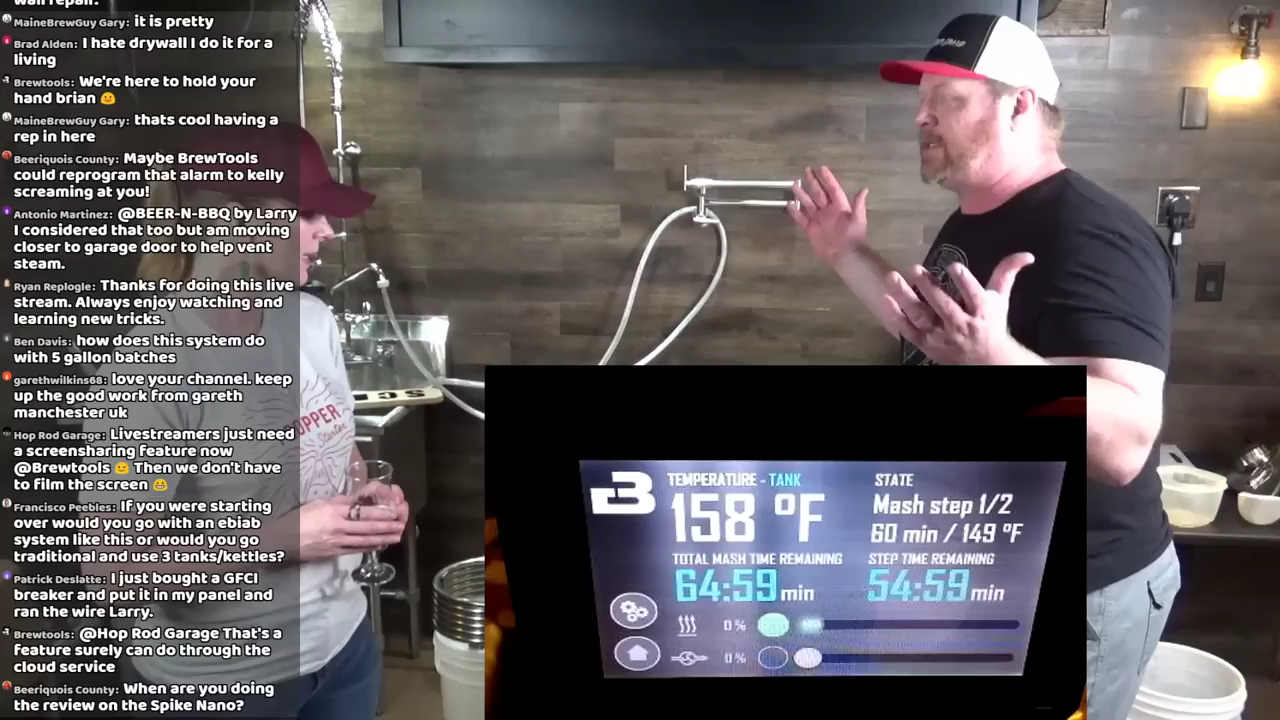 wall repair.
MaineBrewGuy Gary: it is pretty
Brad Alden: I hate drywall I do it for a
living
Brewtools: We're here to hold your
hand brian
MaineBrewGuy Gary: thats cool having a
rep in here
Beeriquois County: Maybe BrewTools
could reprogram that alarm to kelly
screaming at you!
Antonio Martinez: @BEER-N-BBQ by Larry
I considered that too but am moving
closer to garage door to help vent
steam.
Ryan Replogle: Thanks for doing this live
stream. Always enjoy watching and
learning new tricks.
Ben Davis: how does this system do
with 5 gallon batches
garethwilkins68: love your channel. keep
up the good work from gareth
manchester uk
Hop Rod Garage: Livestreamers just need
a screensharing feature now
@Brewtools 😐 Then we don't have
to film the screen 😁
Francisco Peebles: If you were starting
over would you go with an ebiab
system like this or would you go
traditional and use 3 tanks/kettles?
Patrick Deslatte: I just bought a GFCI
breaker and put it in my panel and
ran the wire Larry.
Brewtools: @Hop Rod Garage That's a
feature surely can do through the
cloud service
Beeriquois County: When are you doing
the review on the Spike Nano?
TEMPERATURE - TANK
158 °F
STATE
Mash step 1/2
60 min / 149 °F
TOTAL MASH TIME REMAINING
64:59 min
STEP TIME REMAINING
54:59 min
0 %
0 %